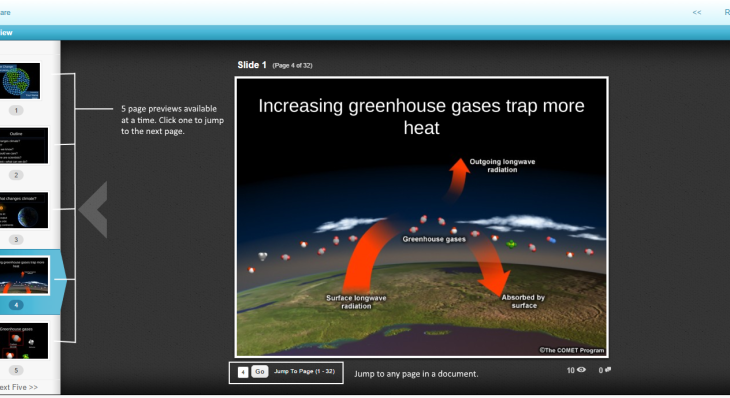 are
<<
R
iew
Slide 1 (Page 4 of 32)
1
5 page previews available
at a time. Click one to jump
to the next page.
Outline
2
hat changes climate?
3
ing greenhouse gases trap more
heat
4
Greenhouse gases
5
ext Five >>
Increasing greenhouse gases trap more
heat
Outgoing longwave
radiation
Greenhouse gases
Surface longwave
radiation
Absorbed by
surface
©The COMET Program
4 Go Jump To Page (1 - 32)
Jump to any page in a document.
10
0